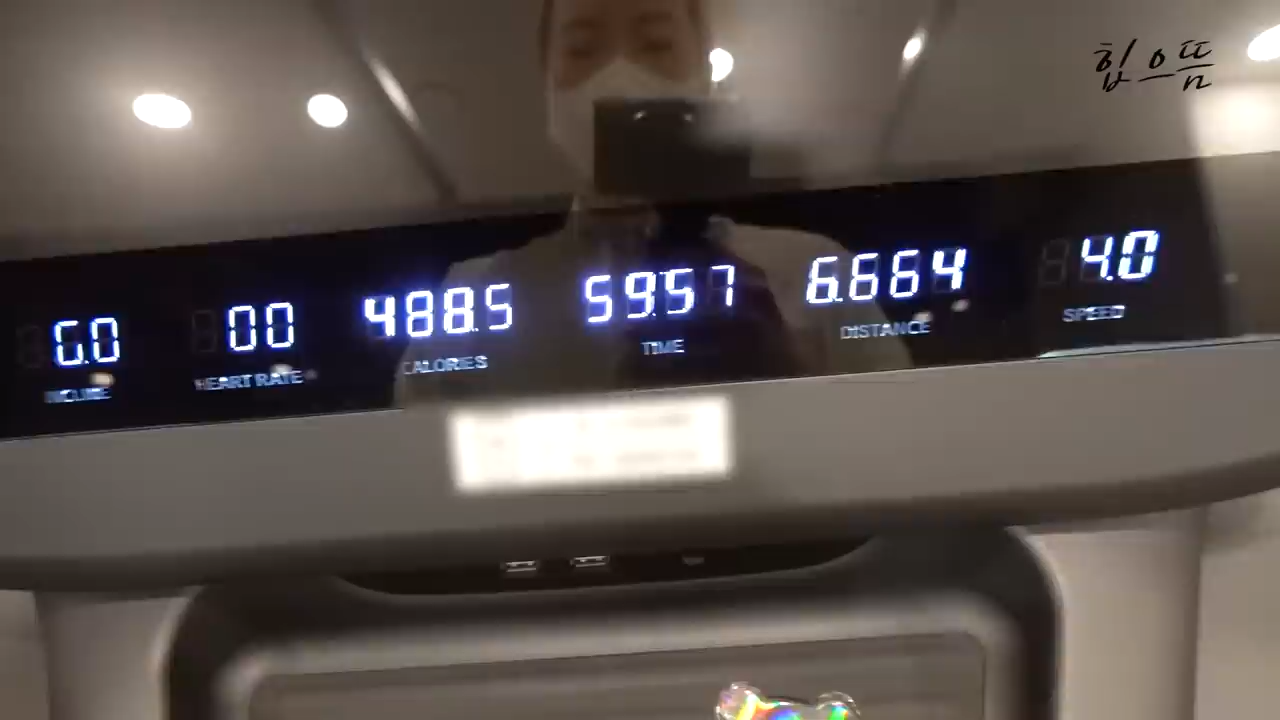 힙으뜸
0.0 00 488.5 59:57 6.664 4.0
INCLINE HEART RATE CALORIES TIME DISTANCE SPEED